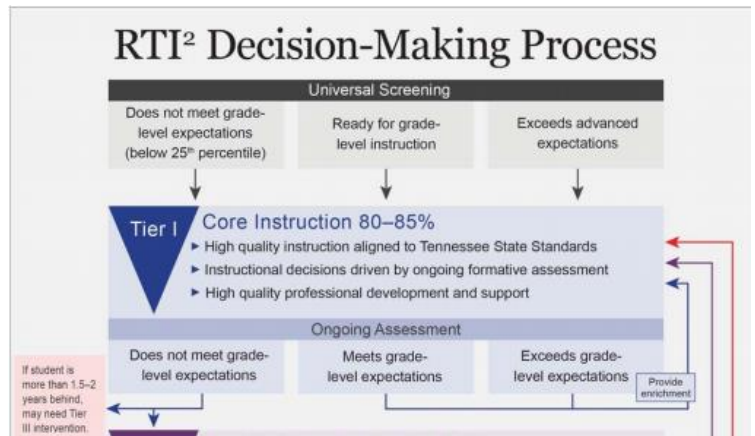 RTI² Decision-Making Process
Universal Screening
Does not meet grade-
level expectations
(below 25th percentile)
Ready for grade-
level instruction
Exceeds advanced
expectations
Tier I
Core Instruction 80–85%
▶ High quality instruction aligned to Tennessee State Standards
▶ Instructional decisions driven by ongoing formative assessment
▶ High quality professional development and support
Ongoing Assessment
Does not meet grade-
level expectations
Meets grade-
level expectations
Exceeds grade-
level expectations
Provide
enrichment
If student is
more than 1.5–2
years behind,
may need Tier
III intervention.